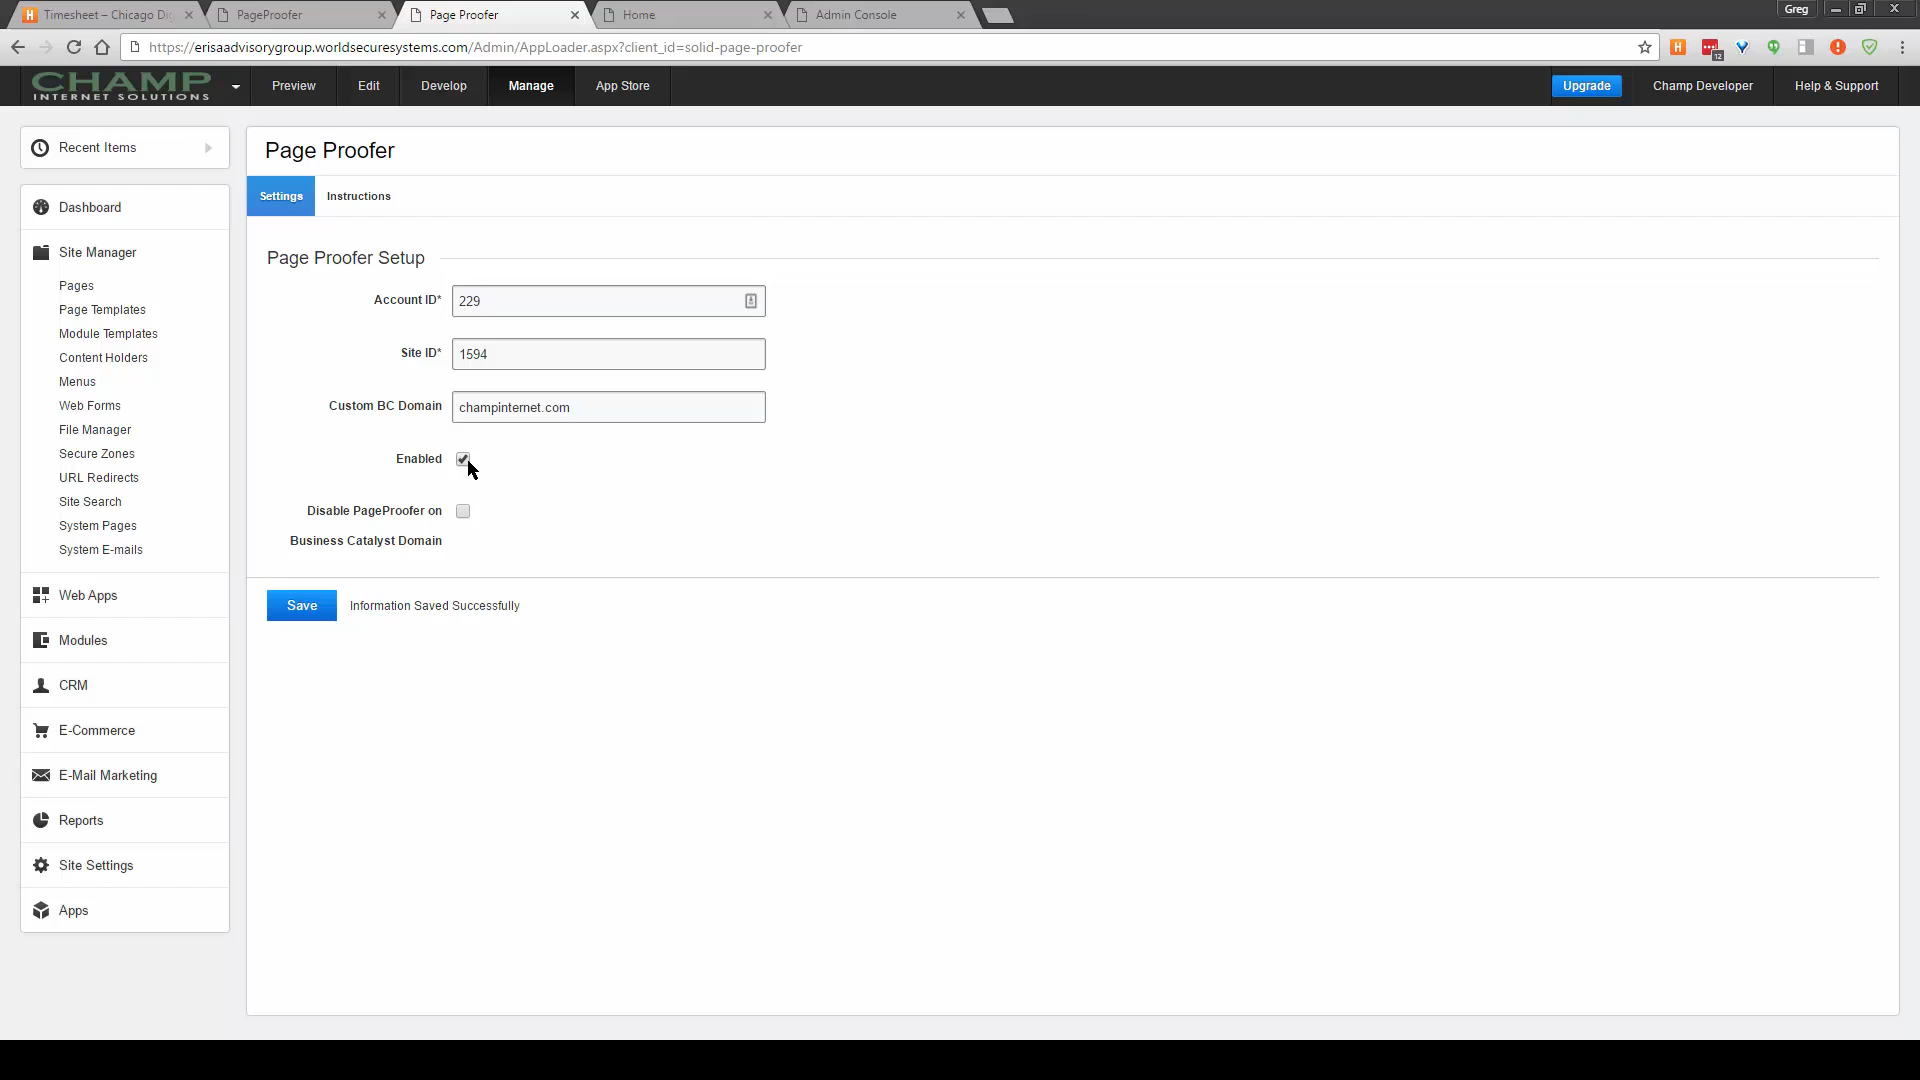 Timesheet – Chicago Dig
PageProofer
Page Proofer
Home
Admin Console
Greg
https://erisaadvisorygroup.worldsecuresystems.com/Admin/AppLoader.aspx?client_id=solid-page-proofer
12
CHAMP
INTERNET SOLUTIONS
Preview
Edit
Develop
Manage
App Store
Upgrade
Champ Developer
Help & Support
Recent Items
Dashboard
Site Manager
Pages
Page Templates
Module Templates
Content Holders
Menus
Web Forms
File Manager
Secure Zones
URL Redirects
Site Search
System Pages
System E-mails
Web Apps
Modules
CRM
E-Commerce
E-Mail Marketing
Reports
Site Settings
Apps
Page Proofer
Settings
Instructions
Page Proofer Setup
Account ID*
229
Site ID*
1594
Custom BC Domain
champinternet.com
Enabled
Disable PageProofer on
Business Catalyst Domain
Save
Information Saved Successfully